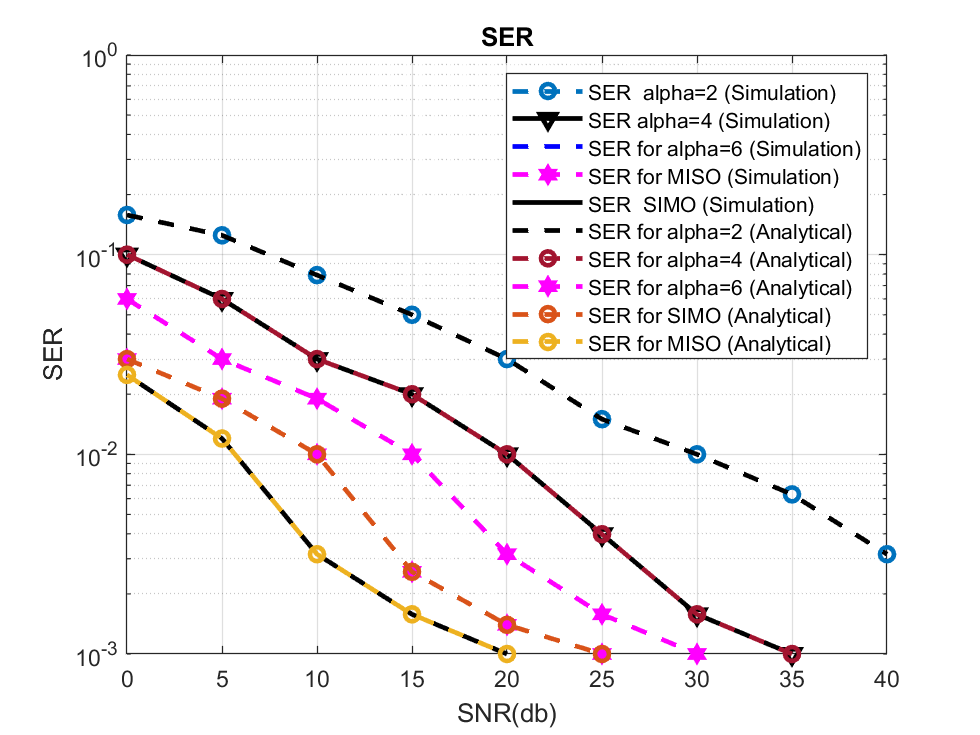 SER
10^0
10^-1
10^-2
10^-3
SER
SER  alpha=2 (Simulation)
SER alpha=4 (Simulation)
SER for alpha=6 (Simulation)
SER for MISO (Simulation)
SER  SIMO (Simulation)
SER for alpha=2 (Analytical)
SER for alpha=4 (Analytical)
SER for alpha=6 (Analytical)
SER for SIMO (Analytical)
SER for MISO (Analytical)
0 5 10 15 20 25 30 35 40
SNR(db)